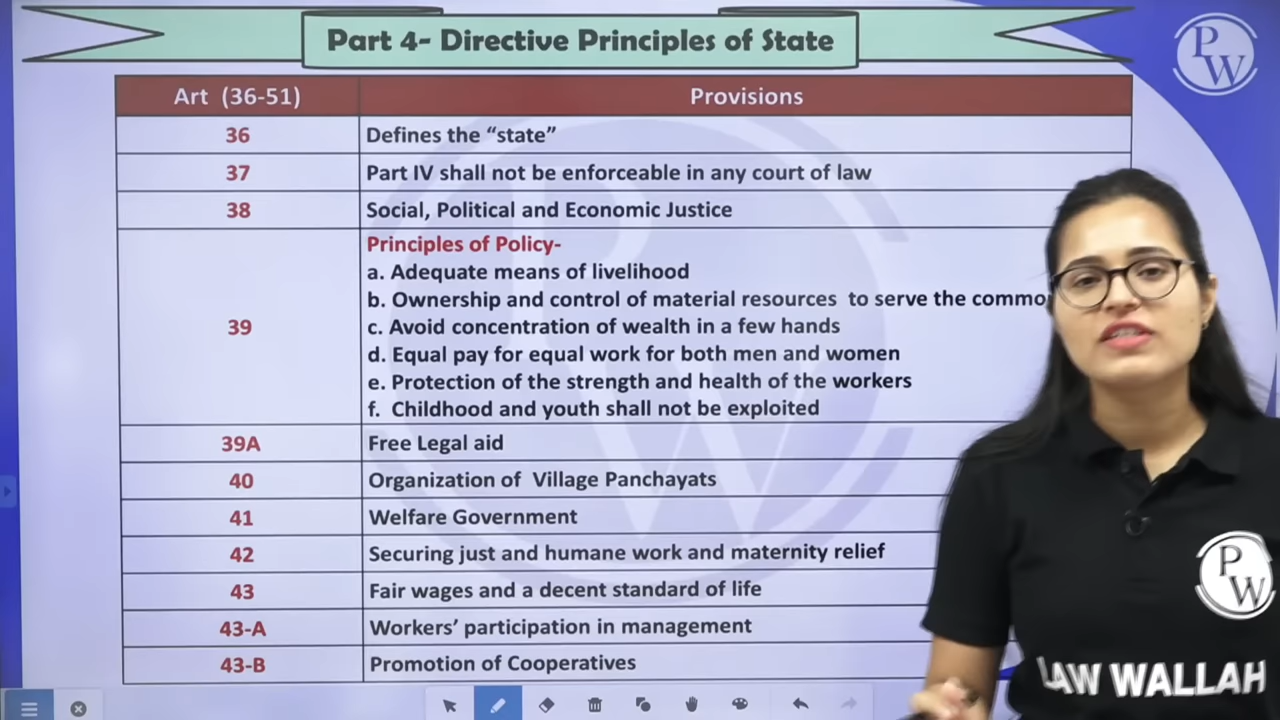 Part 4- Directive Principles of State
PW
Art (36-51) Provisions
36 Defines the “state”
37 Part IV shall not be enforceable in any court of law
38 Social, Political and Economic Justice
39 Principles of Policy-
a. Adequate means of livelihood
b. Ownership and control of material resources to serve the commo
c. Avoid concentration of wealth in a few hands
d. Equal pay for equal work for both men and women
e. Protection of the strength and health of the workers
f. Childhood and youth shall not be exploited
39A Free Legal aid
40 Organization of Village Panchayats
41 Welfare Government
42 Securing just and humane work and maternity relief
43 Fair wages and a decent standard of life
43-A Workers’ participation in management
43-B Promotion of Cooperatives
PW
LAW WALLAH